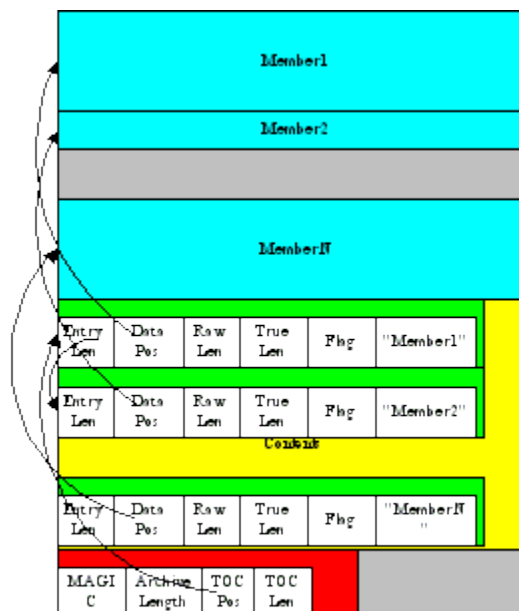 Member1
Member2
MemberN
Entry Data Raw True Flag "Member1"
Len Pos Len Len
Entry Data Raw True Flag "Member2"
Len Pos Len Len
Content
Entry Data Raw True Flag "MemberN
Len Pos Len Len "
MAGI Archive TOC TOC
C Length Pos Len